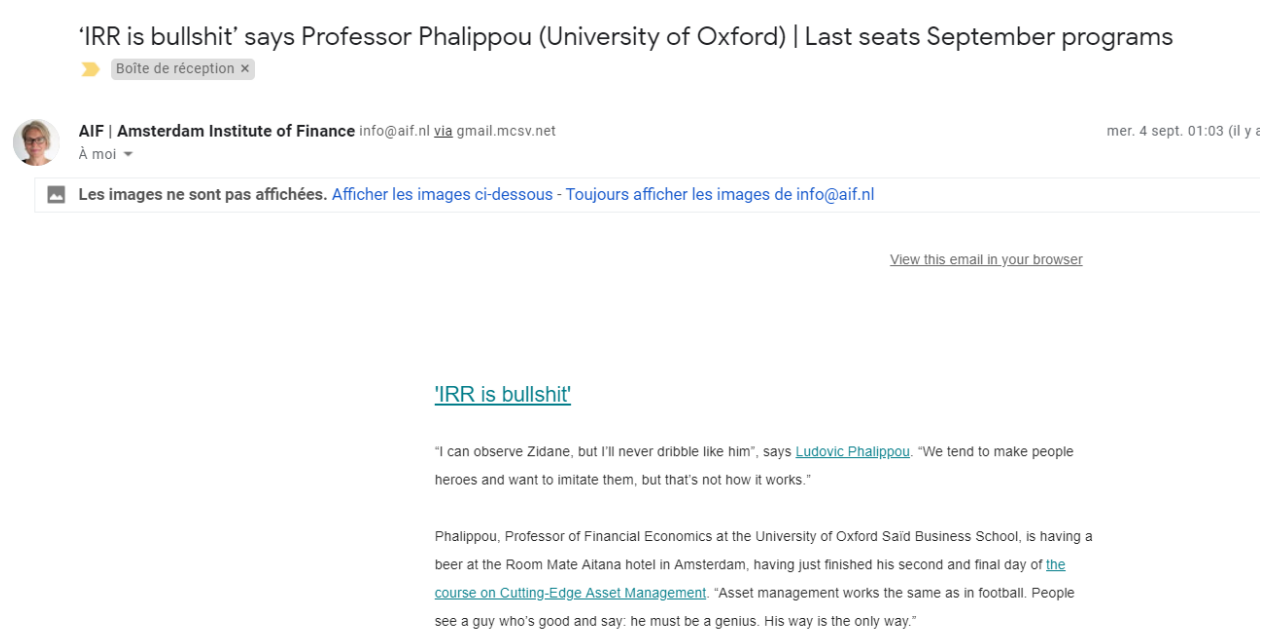 ‘IRR is bullshit’ says Professor Phalippou (University of Oxford) | Last seats September programs
Boîte de réception ×
AIF | Amsterdam Institute of Finance info@aif.nl via gmail.mcsv.net
mer. 4 sept. 01:03 (il y a
À moi
Les images ne sont pas affichées. Afficher les images ci-dessous - Toujours afficher les images de info@aif.nl
View this email in your browser
'IRR is bullshit'
“I can observe Zidane, but I’ll never dribble like him”, says Ludovic Phalippou. “We tend to make people
heroes and want to imitate them, but that’s not how it works.”
Phalippou, Professor of Financial Economics at the University of Oxford Saïd Business School, is having a
beer at the Room Mate Aitana hotel in Amsterdam, having just finished his second and final day of the
course on Cutting-Edge Asset Management. “Asset management works the same as in football. People
see a guy who’s good and say: he must be a genius. His way is the only way.”